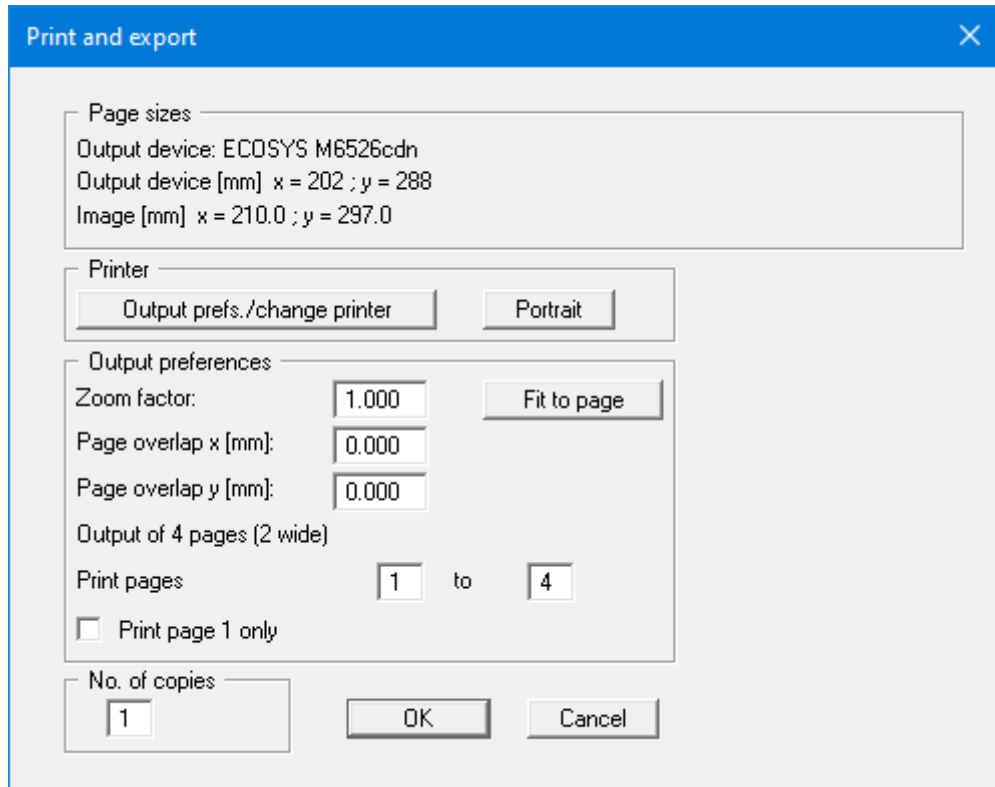 Print and export
Page sizes
Output device: ECOSYS M6526cdn
Output device [mm]  x = 202 ; y = 288
Image [mm]  x = 210.0 ; y = 297.0
Printer
Output prefs./change printer
Portrait
Output preferences
Zoom factor: 1.000 Fit to page
Page overlap x [mm]: 0.000
Page overlap y [mm]: 0.000
Output of 4 pages (2 wide)
Print pages 1 to 4
Print page 1 only
No. of copies
1
OK
Cancel